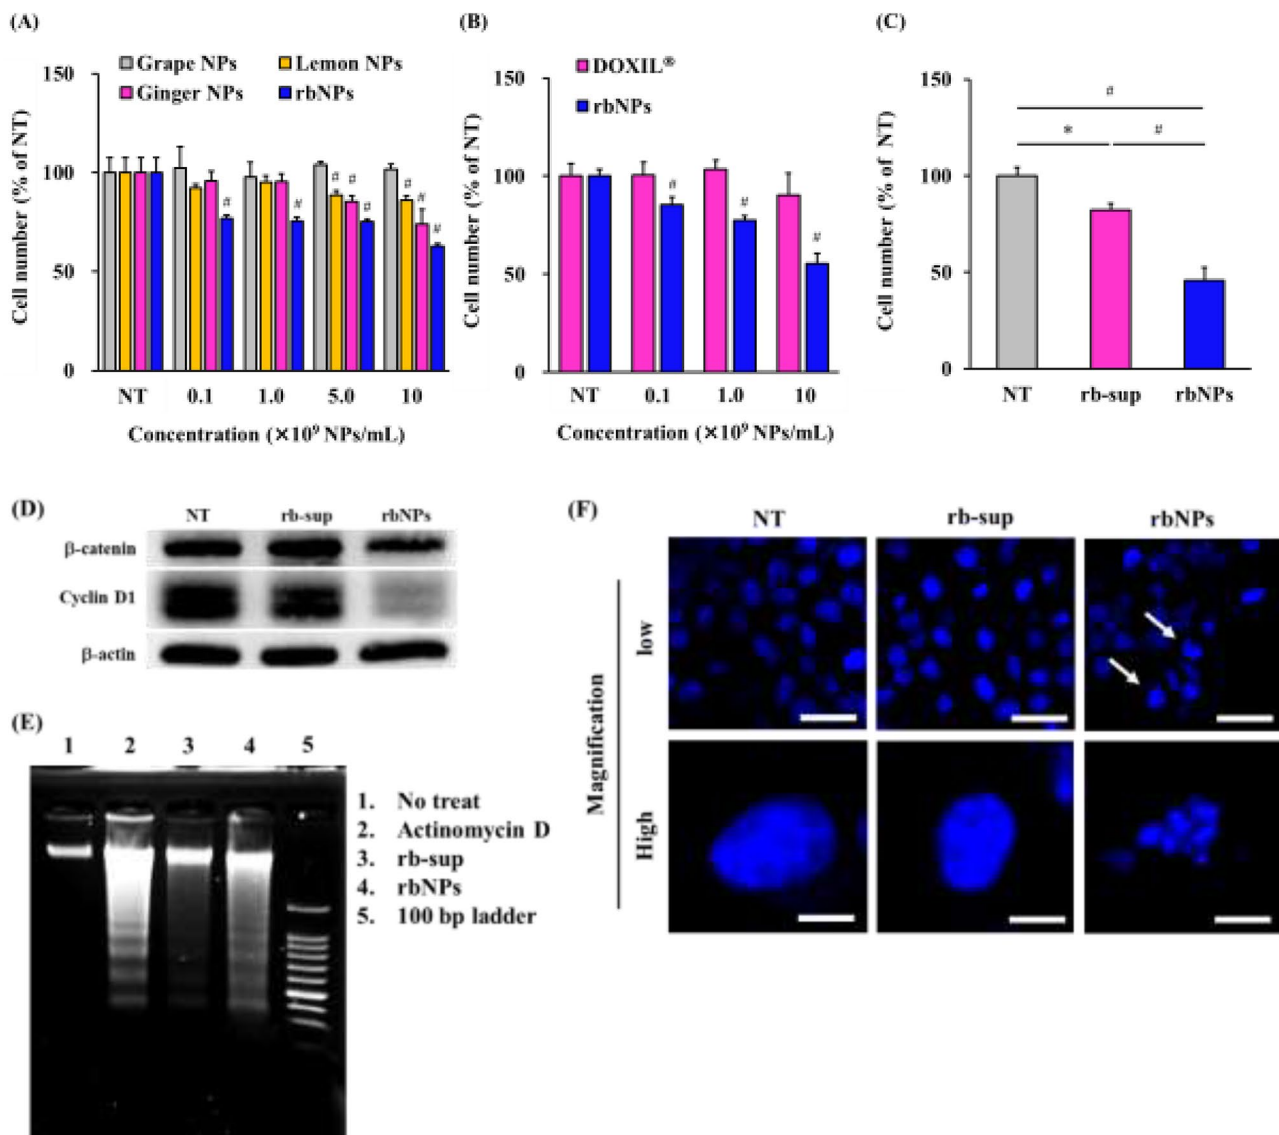 (A)
Grape NPs
Lemon NPs
Ginger NPs
rbNPs
Cell number (% of NT)
150
100
50
0
# # # # # # # # #
NT 0.1 1.0 5.0 10
Concentration (×10⁹ NPs/mL)
(B)
DOXIL®
rbNPs
Cell number (% of NT)
150
100
50
0
# # #
NT 0.1 1.0 10
Concentration (×10⁹ NPs/mL)
(C)
Cell number (% of NT)
150
100
50
0
#
* #
NT rb-sup rbNPs
(D)
NT rb-sup rbNPs
β-catenin
Cyclin D1
β-actin
(E)
1 2 3 4 5
1. No treat
2. Actinomycin D
3. rb-sup
4. rbNPs
5. 100 bp ladder
(F)
NT rb-sup rbNPs
Magnification
low
High